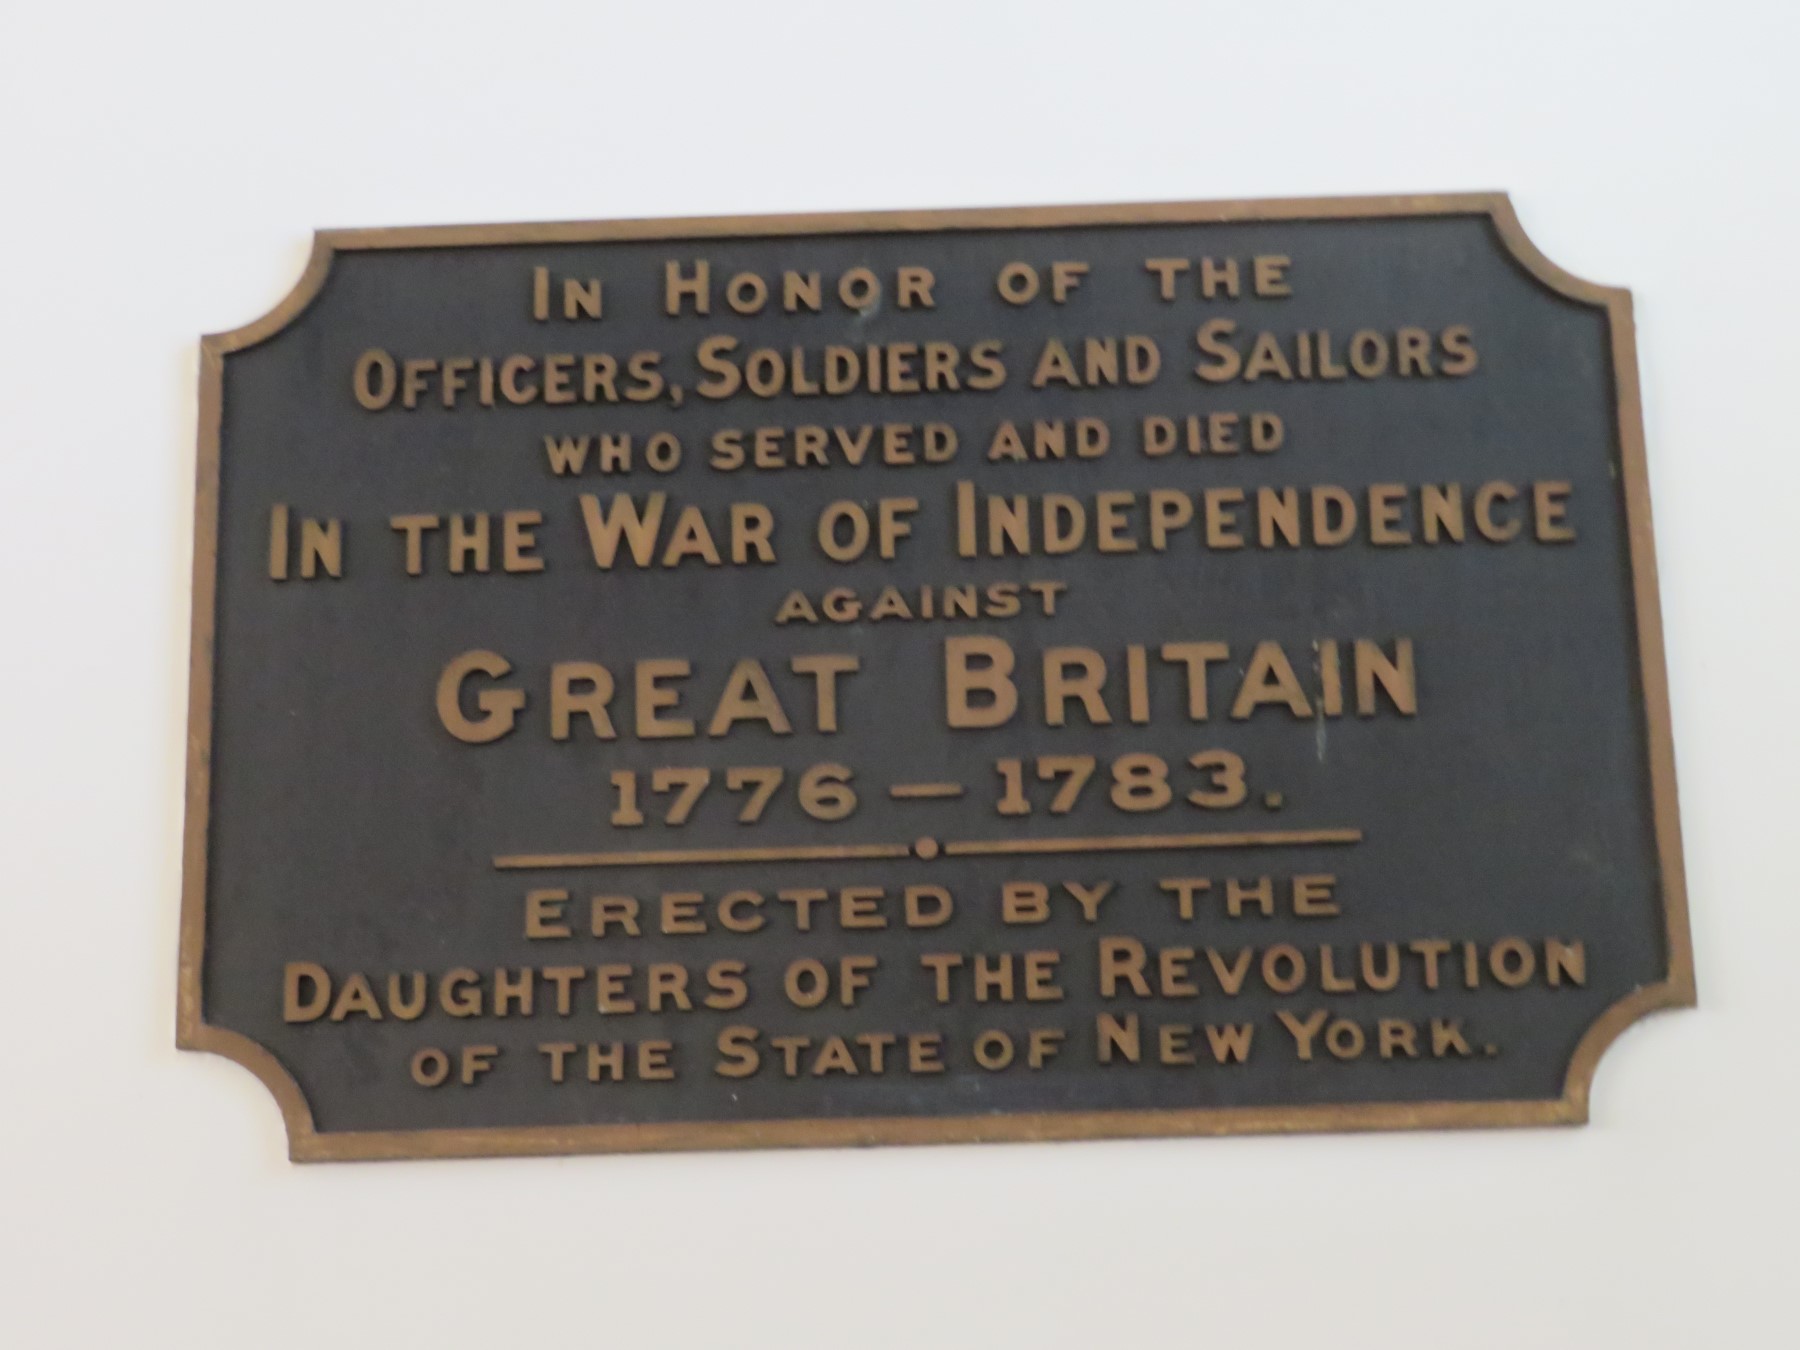 In Honor of the
Officers, Soldiers and Sailors
who served and died
In the War of Independence
against
Great Britain
1776 — 1783.
Erected by the
Daughters of the Revolution
of the State of New York.